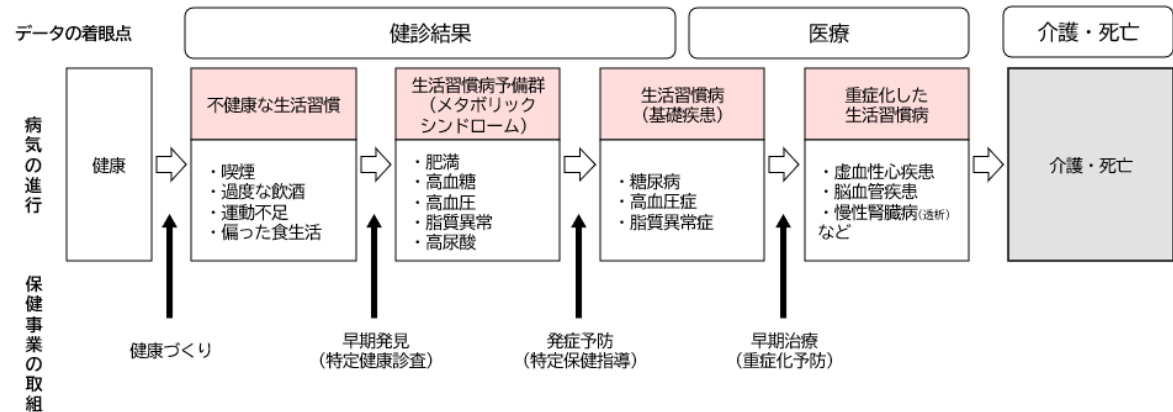 データの着眼点
健診結果
医療
介護・死亡
病気の進行
健康
不健康な生活習慣
・喫煙
・過度な飲酒
・運動不足
・偏った食生活
生活習慣病予備群
(メタボリック
シンドローム)
・肥満
・高血糖
・高血圧
・脂質異常
・高尿酸
生活習慣病
(基礎疾患)
・糖尿病
・高血圧症
・脂質異常症
重症化した
生活習慣病
・虚血性心疾患
・脳血管疾患
・慢性腎臓病(透析)
など
介護・死亡
保健事業の取組
健康づくり
早期発見
(特定健康診査)
発症予防
(特定保健指導)
早期治療
(重症化予防)